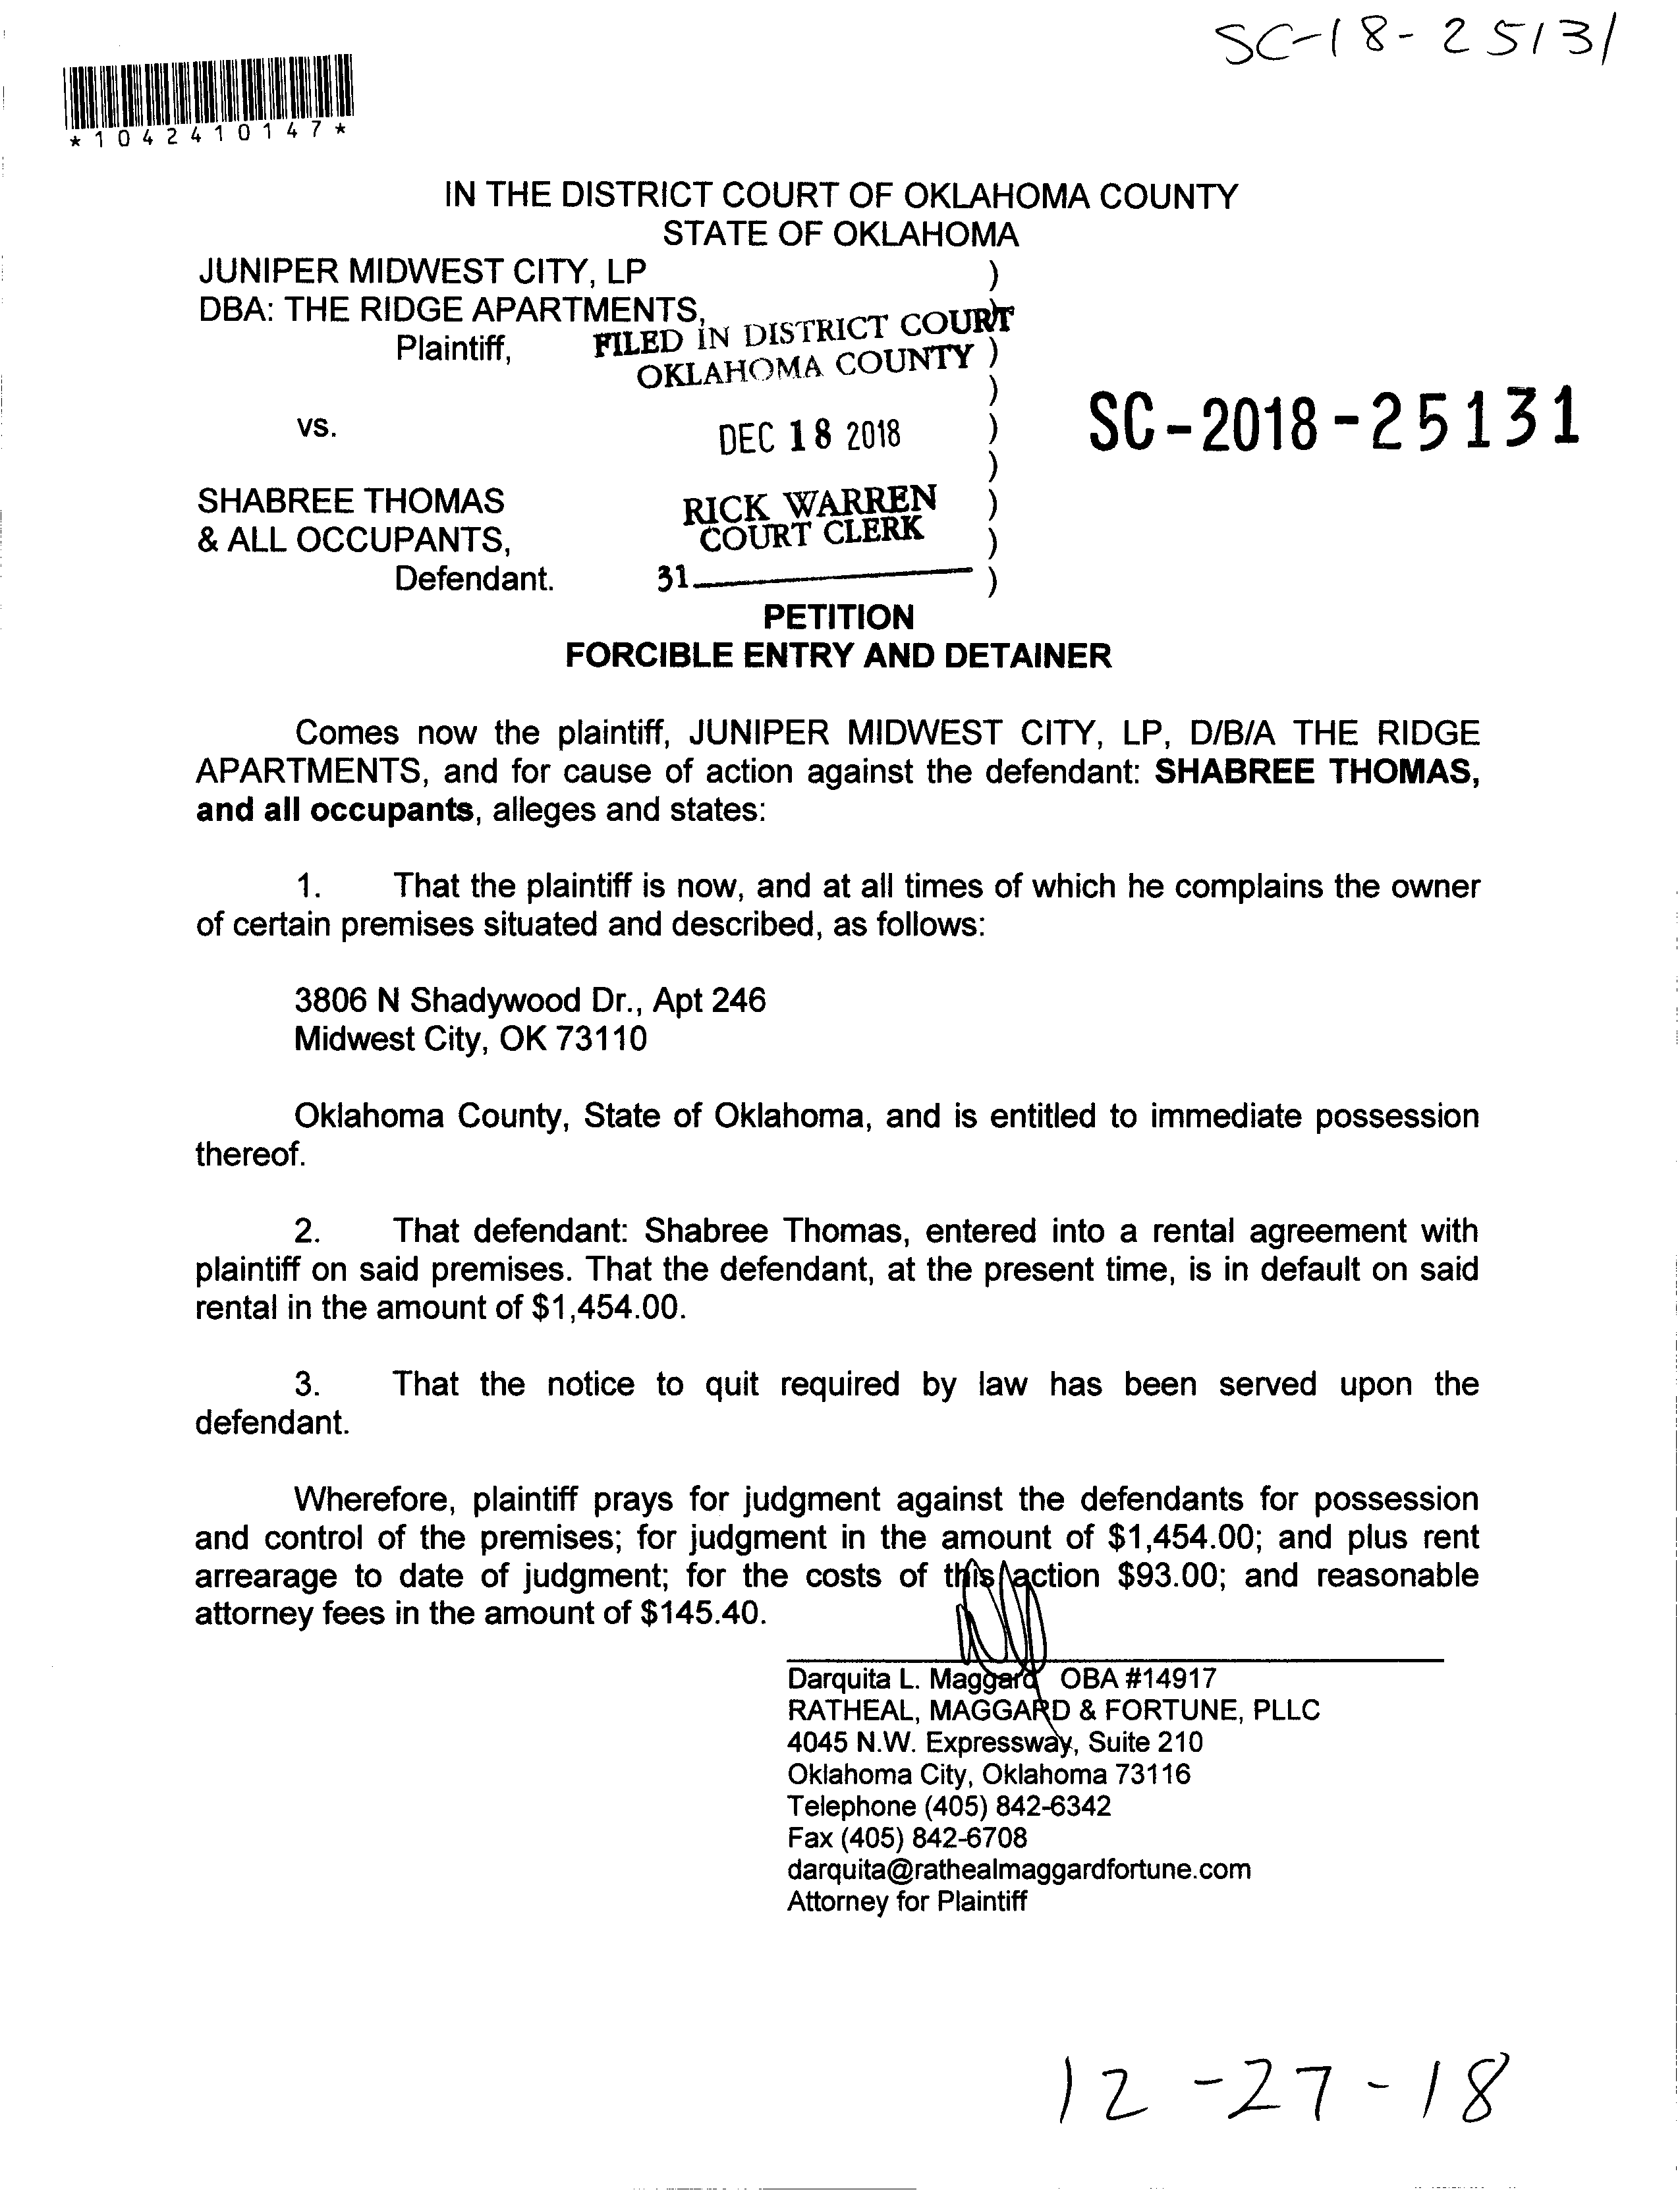 SC-18-25131
*1042410147*
IN THE DISTRICT COURT OF OKLAHOMA COUNTY
STATE OF OKLAHOMA
JUNIPER MIDWEST CITY, LP )
DBA: THE RIDGE APARTMENTS, )
Plaintiff, )
FILED IN DISTRICT COURT
OKLAHOMA COUNTY
)
vs. )
DEC 18 2018
SC-2018-25131
)
SHABREE THOMAS )
& ALL OCCUPANTS, )
Defendant. )
RICK WARREN
COURT CLERK
31
PETITION
FORCIBLE ENTRY AND DETAINER
Comes now the plaintiff, JUNIPER MIDWEST CITY, LP, D/B/A THE RIDGE
APARTMENTS, and for cause of action against the defendant: SHABREE THOMAS,
and all occupants, alleges and states:
1. That the plaintiff is now, and at all times of which he complains the owner
of certain premises situated and described, as follows:
3806 N Shadywood Dr., Apt 246
Midwest City, OK 73110
Oklahoma County, State of Oklahoma, and is entitled to immediate possession
thereof.
2. That defendant: Shabree Thomas, entered into a rental agreement with
plaintiff on said premises. That the defendant, at the present time, is in default on said
rental in the amount of $1,454.00.
3. That the notice to quit required by law has been served upon the
defendant.
Wherefore, plaintiff prays for judgment against the defendants for possession
and control of the premises; for judgment in the amount of $1,454.00; and plus rent
arrearage to date of judgment; for the costs of this action $93.00; and reasonable
attorney fees in the amount of $145.40.
Darquita L. Maggard OBA #14917
RATHEAL, MAGGARD & FORTUNE, PLLC
4045 N.W. Expressway, Suite 210
Oklahoma City, Oklahoma 73116
Telephone (405) 842-6342
Fax (405) 842-6708
darquita@rathealmaggardfortune.com
Attorney for Plaintiff
12-27-18